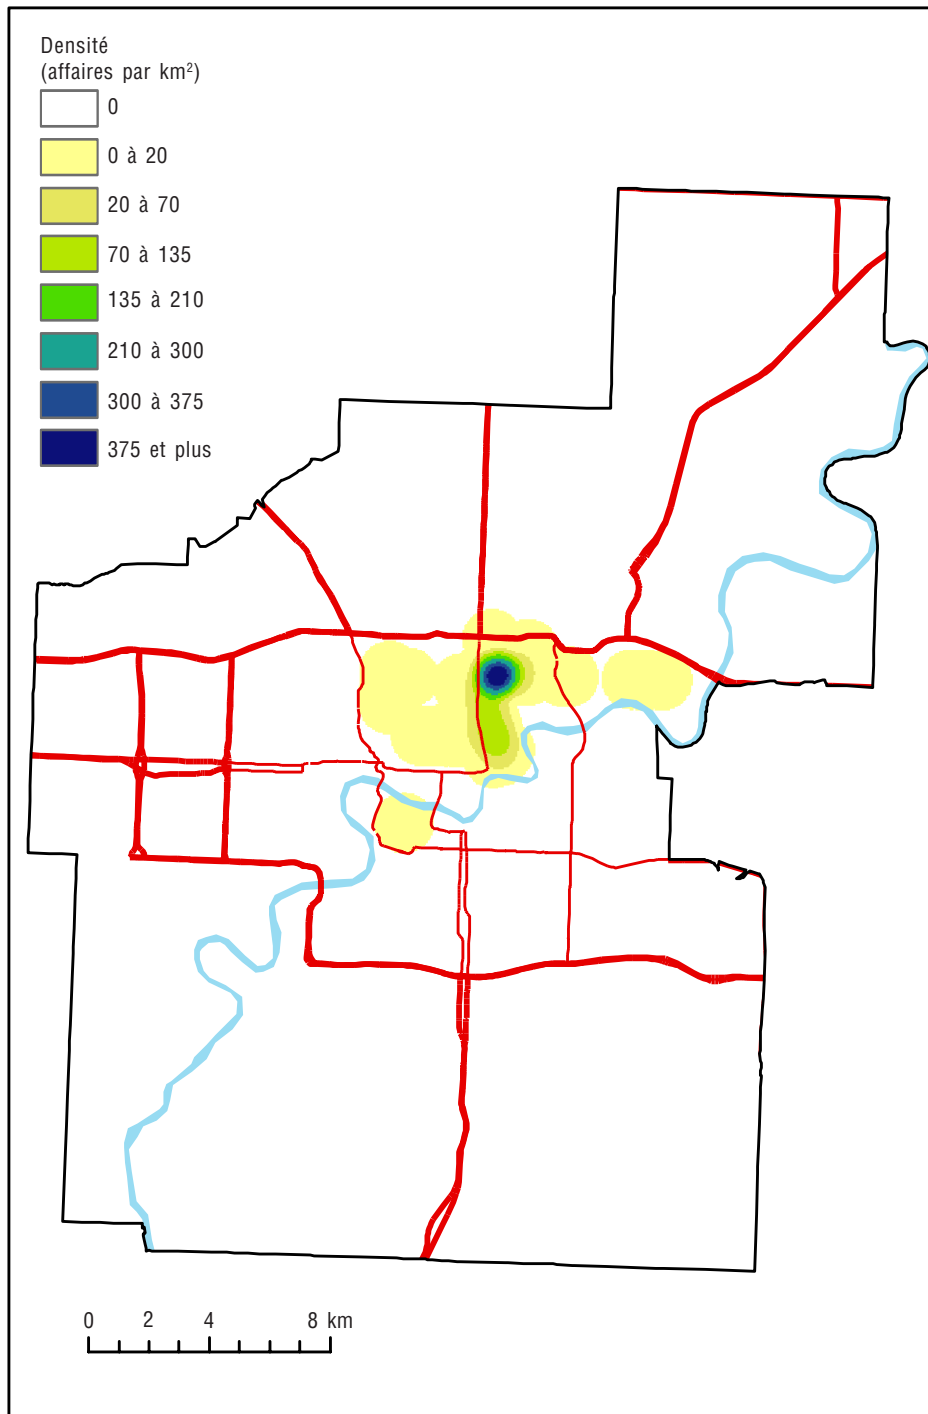 Densité
(affaires par km²)
0
0 à 20
20 à 70
70 à 135
135 à 210
210 à 300
300 à 375
375 et plus
0 2 4 8 km